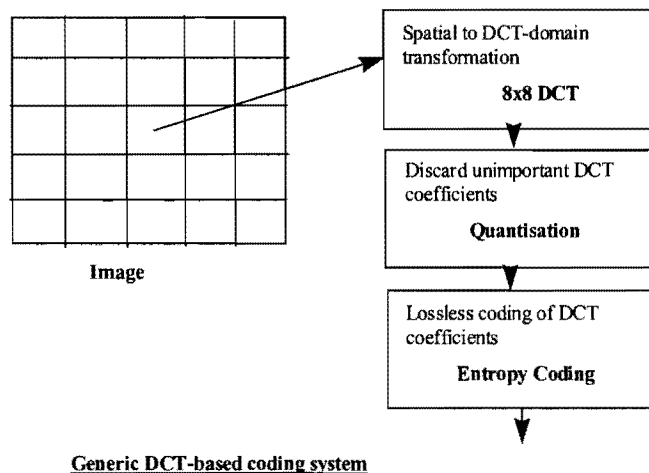 Spatial to DCT-domain
transformation
8x8 DCT
Discard unimportant DCT
coefficients
Quantisation
Image
Lossless coding of DCT
coefficients
Entropy Coding
Generic DCT-based coding system